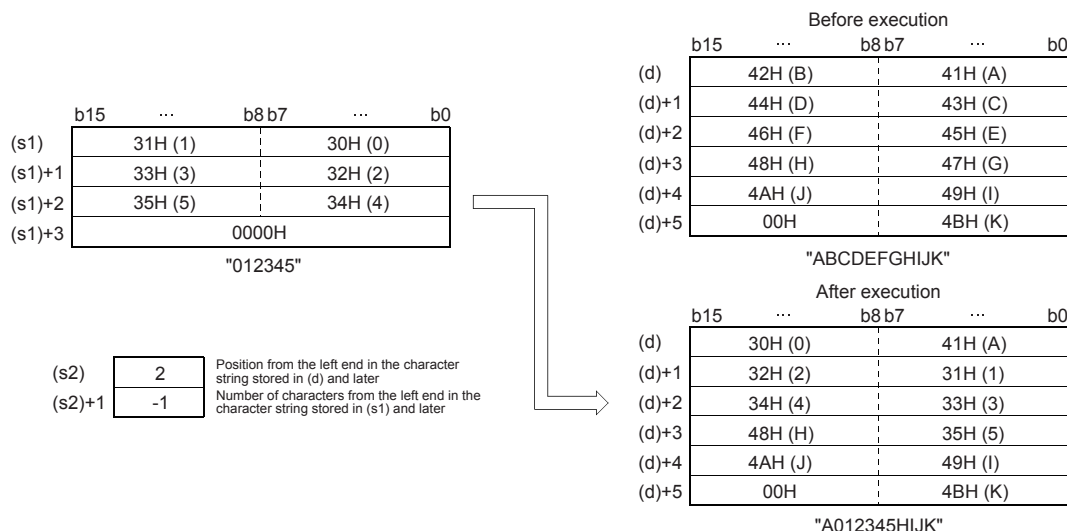 b15 ··· b8 b7 ··· b0
(s1) 31H (1) 30H (0)
(s1)+1 33H (3) 32H (2)
(s1)+2 35H (5) 34H (4)
(s1)+3 0000H
"012345"
(s2) 2 Position from the left end in the character
string stored in (d) and later
(s2)+1 -1 Number of characters from the left end in the
character string stored in (s1) and later
Before execution
b15 ··· b8 b7 ··· b0
(d) 42H (B) 41H (A)
(d)+1 44H (D) 43H (C)
(d)+2 46H (F) 45H (E)
(d)+3 48H (H) 47H (G)
(d)+4 4AH (J) 49H (I)
(d)+5 00H 4BH (K)
"ABCDEFGHIJK"
After execution
b15 ··· b8 b7 ··· b0
(d) 30H (0) 41H (A)
(d)+1 32H (2) 31H (1)
(d)+2 34H (4) 33H (3)
(d)+3 48H (H) 35H (5)
(d)+4 4AH (J) 49H (I)
(d)+5 00H 4BH (K)
"A012345HIJK"